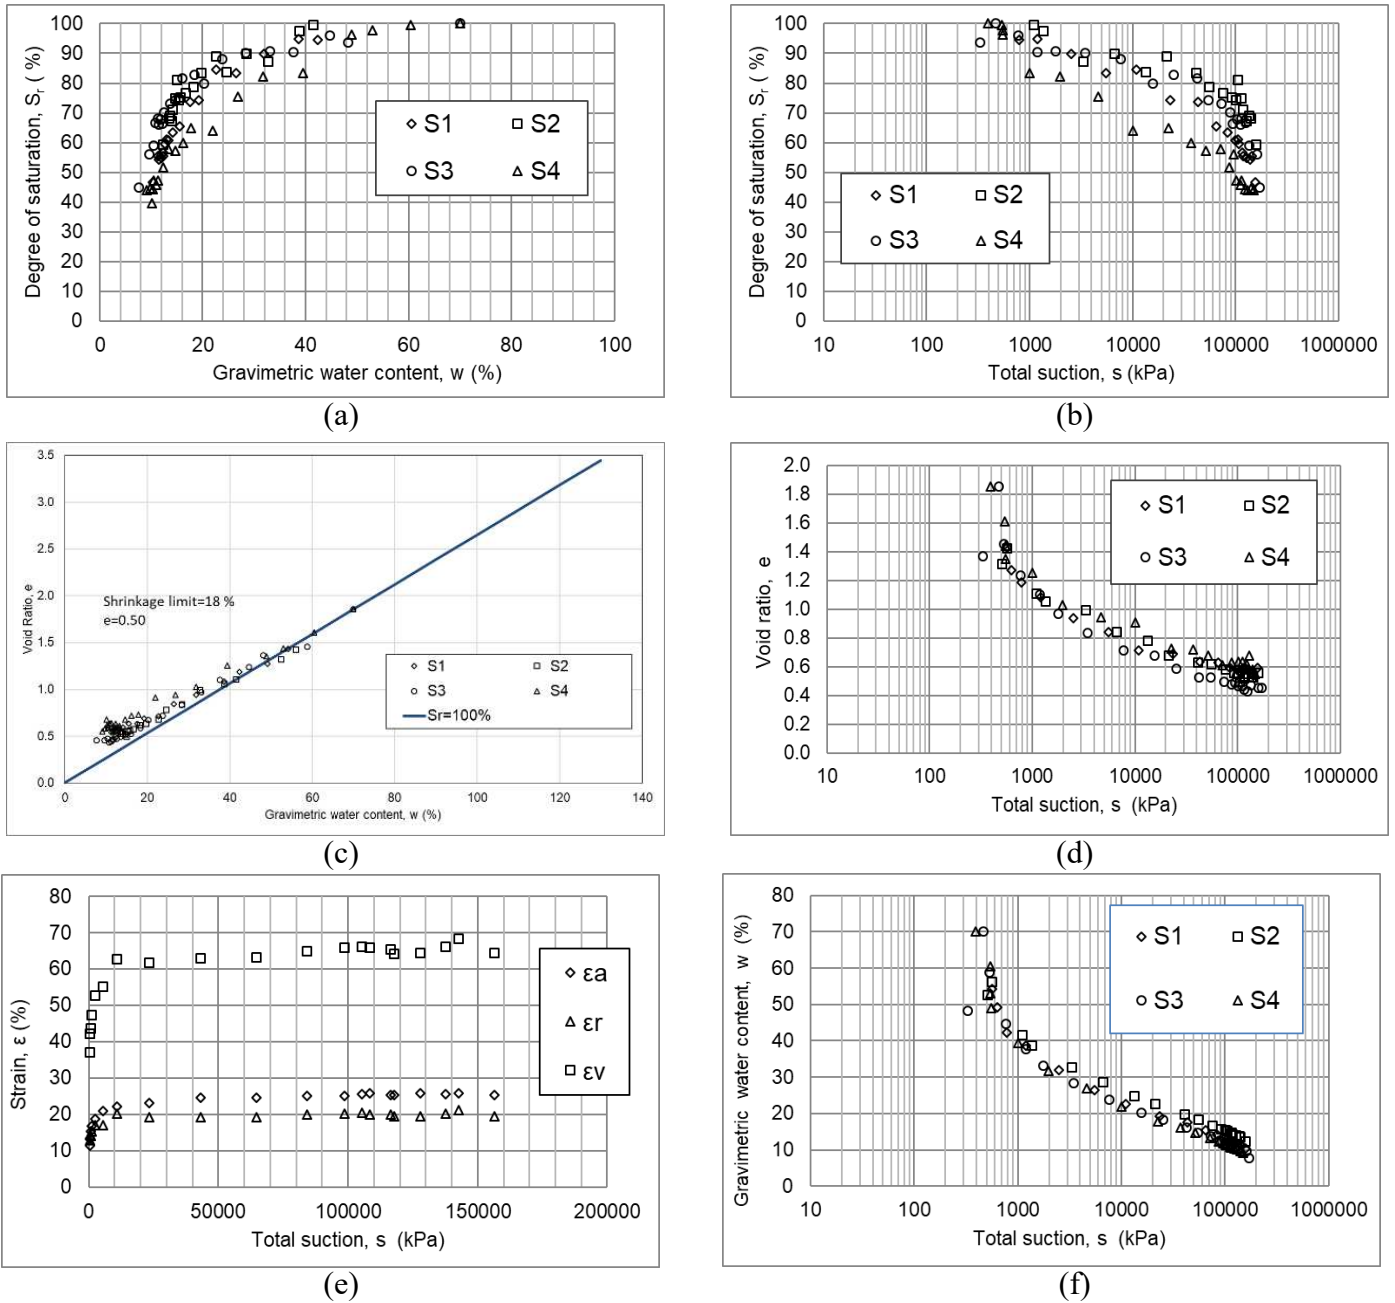 100
90
80
70
60
50
40
30
20
10
0
Degree of saturation, Sr ( %)
S1 S2
S3 S4
0 20 40 60 80 100
Gravimetric water content, w (%)
(a)
100
90
80
70
60
50
40
30
20
10
0
Degree of saturation, Sr ( %)
S1 S2
S3 S4
10 100 1000 10000 100000 1000000
Total suction, s (kPa)
(b)
3.5
3.0
2.5
2.0
1.5
1.0
0.5
0.0
Void Ratio, e
Shrinkage limit=18 %
e=0.50
S1 S2
S3 S4
Sr=100%
0 20 40 60 80 100 120 140
Gravimetric water content, w (%)
(c)
2.0
1.8
1.6
1.4
1.2
1.0
0.8
0.6
0.4
0.2
0.0
Void ratio, e
S1 S2
S3 S4
10 100 1000 10000 100000 1000000
Total suction, s (kPa)
(d)
80
70
60
50
40
30
20
10
0
Strain, ε (%)
εa
εr
εv
0 50000 100000 150000 200000
Total suction, s (kPa)
(e)
80
70
60
50
40
30
20
10
0
Gravimetric water content, w (%)
S1 S2
S3 S4
10 100 1000 10000 100000 1000000
Total suction, s (kPa)
(f)